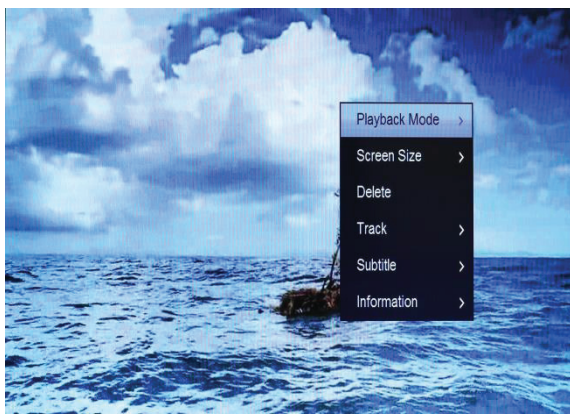 Playback Mode >
Screen Size >
Delete
Track >
Subtitle >
Information >